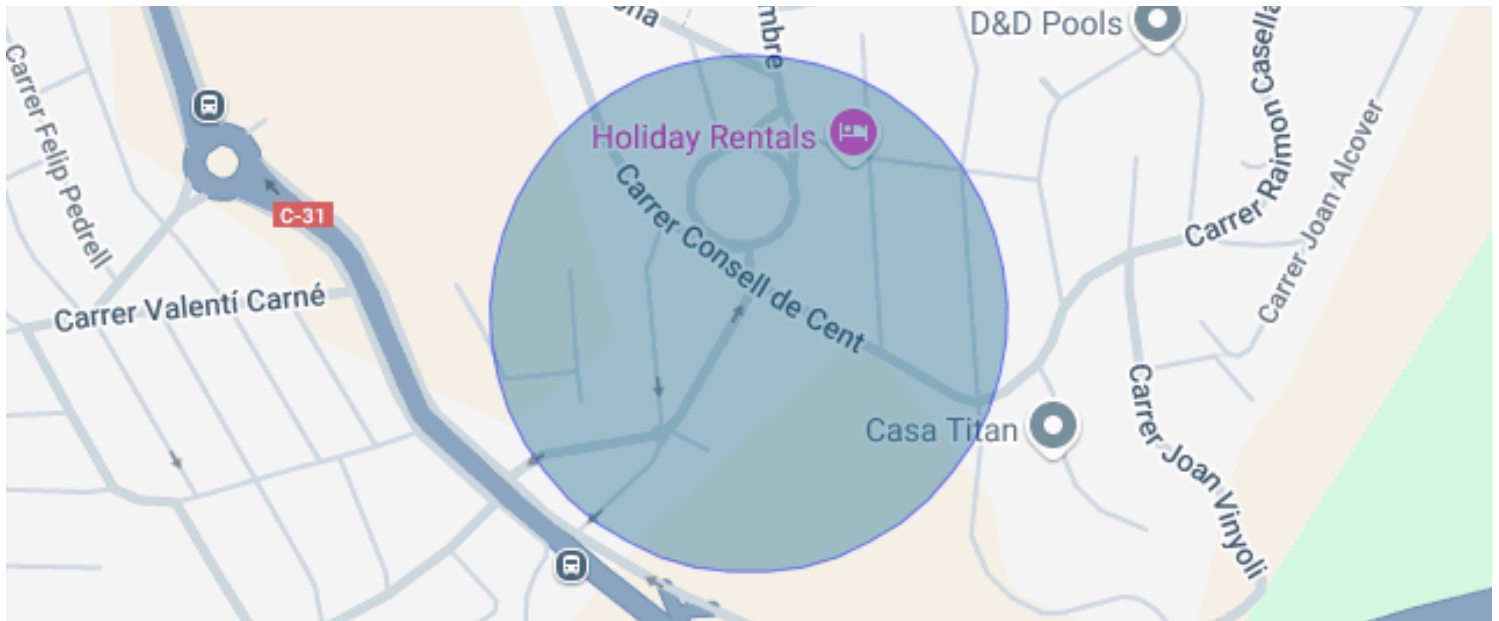 D&D Pools
Carrer Felip Pedrell
Holiday Rentals
Carrer Raimon Casella
Carrer Joan Alcover
C-31
Carrer Consell de Cent
Carrer Valentí Carné
Casa Titan
Carrer Joan Vinyoli